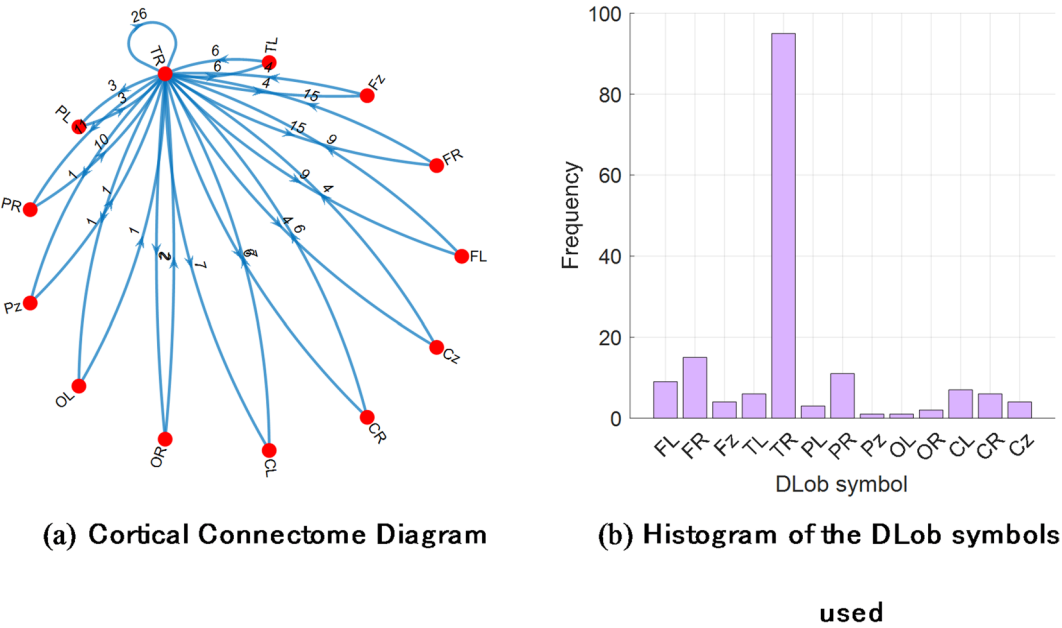 26
TR
TL
6
6
Fz
4
4
3
3
PL
11
15
15
FR
10
9
9
1
4
PR
1
1
1
4
6
FL
2
7
6
7
Pz
Cz
OL
CR
OR
CL
(a) Cortical Connectome Diagram
100
80
60
40
20
0
Frequency
FL FR Fz TL TR PL PR Pz OL OR CL CR Cz
DLob symbol
(b) Histogram of the DLob symbols
used